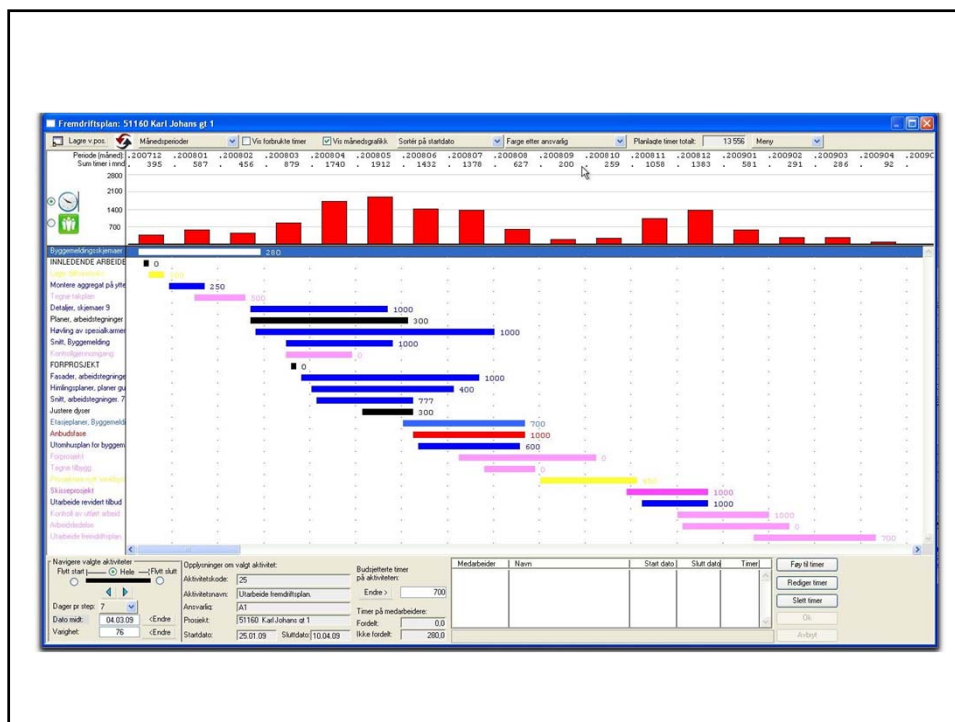 Fremdriftsplan: 51160 Karl Johans gt 1
Lagre v.pos. Månedsperioder Vis forbrukte timer Vis månedsgrafikk Sortér på startdato Farge efter ansvarlig Planlagte timer totalt: 13 556 Meny
Periode (måned): .200712 .200801 .200802 .200803 .200804 .200805 .200806 .200807 .200808 .200809 .200810 .200811 .200812 .200901 .200902 .200903 .200904 .20090
Sum timer i mnd . 395 . 587 . 456 . 879 . 1740 . 1912 . 1432 . 1378 . 627 . 200 . 259 . 1058 . 1383 . 581 . 291 . 286 . 92 .
2800
2100
1400
700
Byggemeldingsskjemaer 280
INNLEDENDE ARBEIDE 0
Montere aggregat på ytte 250
Tegne takplan 500
Detaljer, skjemaer 9 1000
Planer, arbeidstegninger 300
Høvling av spesialkarmer 1000
Snitt, Byggemelding 1000
Kontrollgjennomgang 0
FORPROSJEKT 0
Fasader, arbeidstegninge 1000
Himlingsplaner, planer gu 400
Snitt, arbeidstegninger. 7 777
Justere dyser 300
Etasjeplaner, Byggemeldi 700
Anbudsfase 1000
Utomhusplan for byggem 600
Forprosjekt 0
Tegne tilbygg. 0
Skisseprosjekt 1000
Utarbeide revidert tilbud 1000
Kontroll av utført arbeid 1000
Arbeidsledelse 0
Utarbeide fremdriftsplan. 700
Navigere valgte aktiviteter
Flytt start |— Hele —| Flytt slutt
Dager pr step: 7
Dato midt: 04.03.09 <Endre
Varighet: 76 <Endre
Opplysninger om valgt aktivitet:
Aktivitetskode: 25
Aktivitetsnavn: Utarbeide fremdriftsplan.
Ansvarlig: A1
Prosjekt: 51160 Karl Johans gt 1
Startdato: 25.01.09 Sluttdato: 10.04.09
Budsjetterte timer
på aktiviteten:
Endre > 700
Timer på medarbeidere:
Fordelt: 0,0
Ikke fordelt: 280,0
Medarbeider Navn Start dato Slutt dato Timer
Føy til timer
Rediger timer
Slett timer
Ok
Avbryt